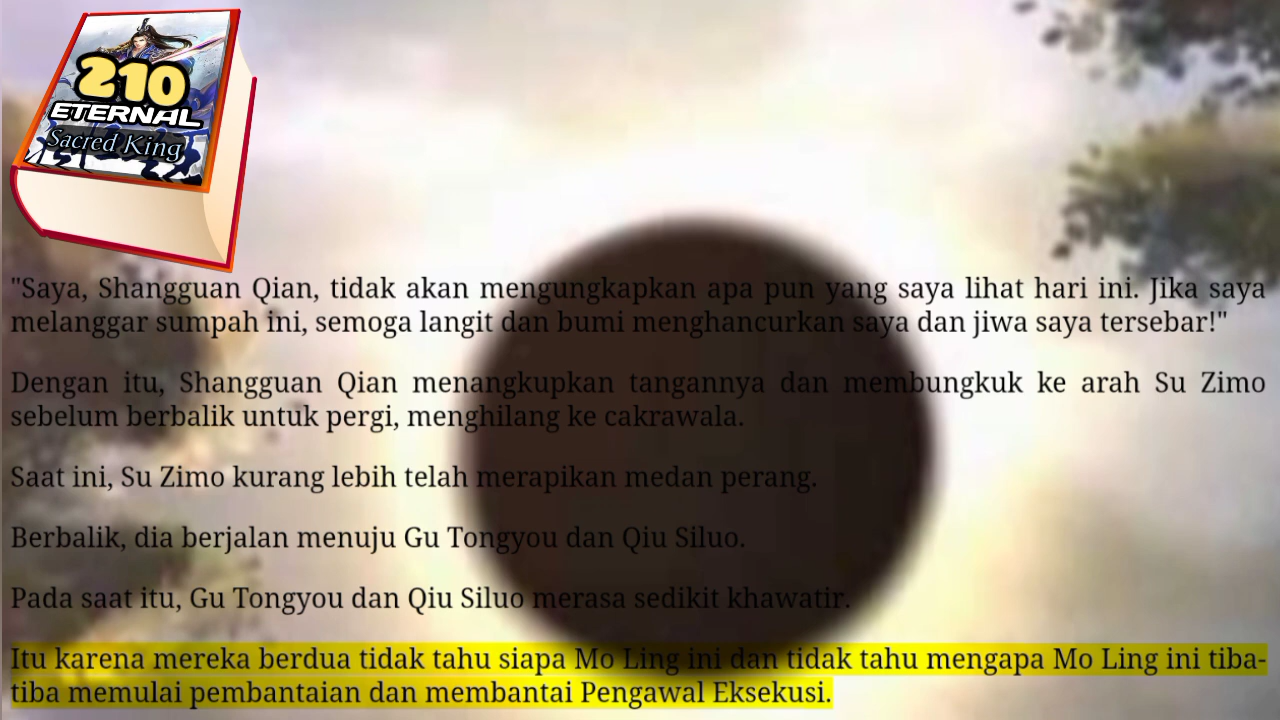 210
ETERNAL
Sacred King
"Saya, Shangguan Qian, tidak akan mengungkapkan apa pun yang saya lihat hari ini. Jika saya
melanggar sumpah ini, semoga langit dan bumi menghancurkan saya dan jiwa saya tersebar!"
Dengan itu, Shangguan Qian menangkupkan tangannya dan membungkuk ke arah Su Zimo
sebelum berbalik untuk pergi, menghilang ke cakrawala.
Saat ini, Su Zimo kurang lebih telah merapikan medan perang.
Berbalik, dia berjalan menuju Gu Tongyou dan Qiu Siluo.
Pada saat itu, Gu Tongyou dan Qiu Siluo merasa sedikit khawatir.
Itu karena mereka berdua tidak tahu siapa Mo Ling ini dan tidak tahu mengapa Mo Ling ini tiba-
tiba memulai pembantaian dan membantai Pengawal Eksekusi.